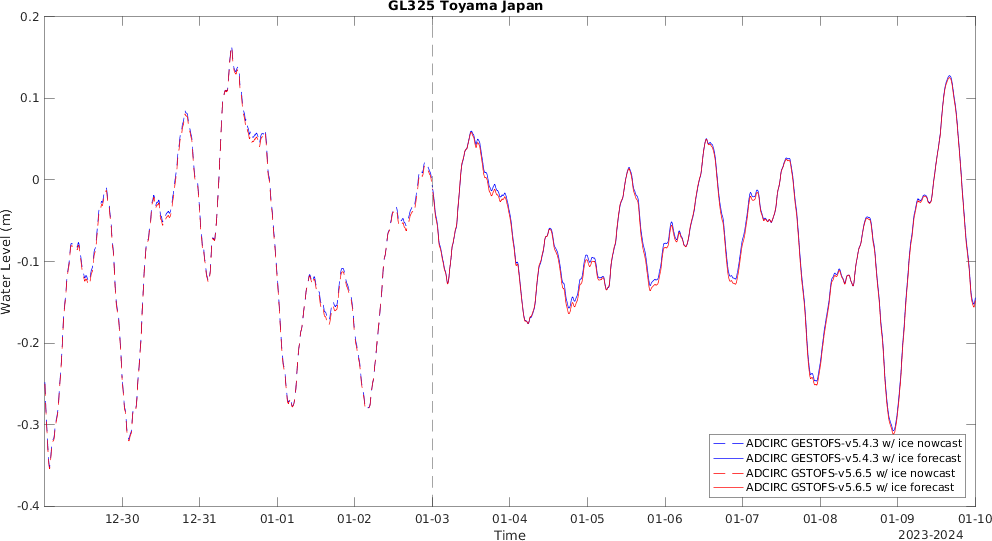 GL325 Toyama Japan
0.2
0.1
0
-0.1
-0.2
-0.3
-0.4
Water Level (m)
12-30
12-31
01-01
01-02
01-03
01-04
01-05
01-06
01-07
01-08
01-09
01-10
Time
2023-2024
ADCIRC GESTOFS-v5.4.3 w/ ice nowcast
ADCIRC GESTOFS-v5.4.3 w/ ice forecast
ADCIRC GSTOFS-v5.6.5 w/ ice nowcast
ADCIRC GSTOFS-v5.6.5 w/ ice forecast